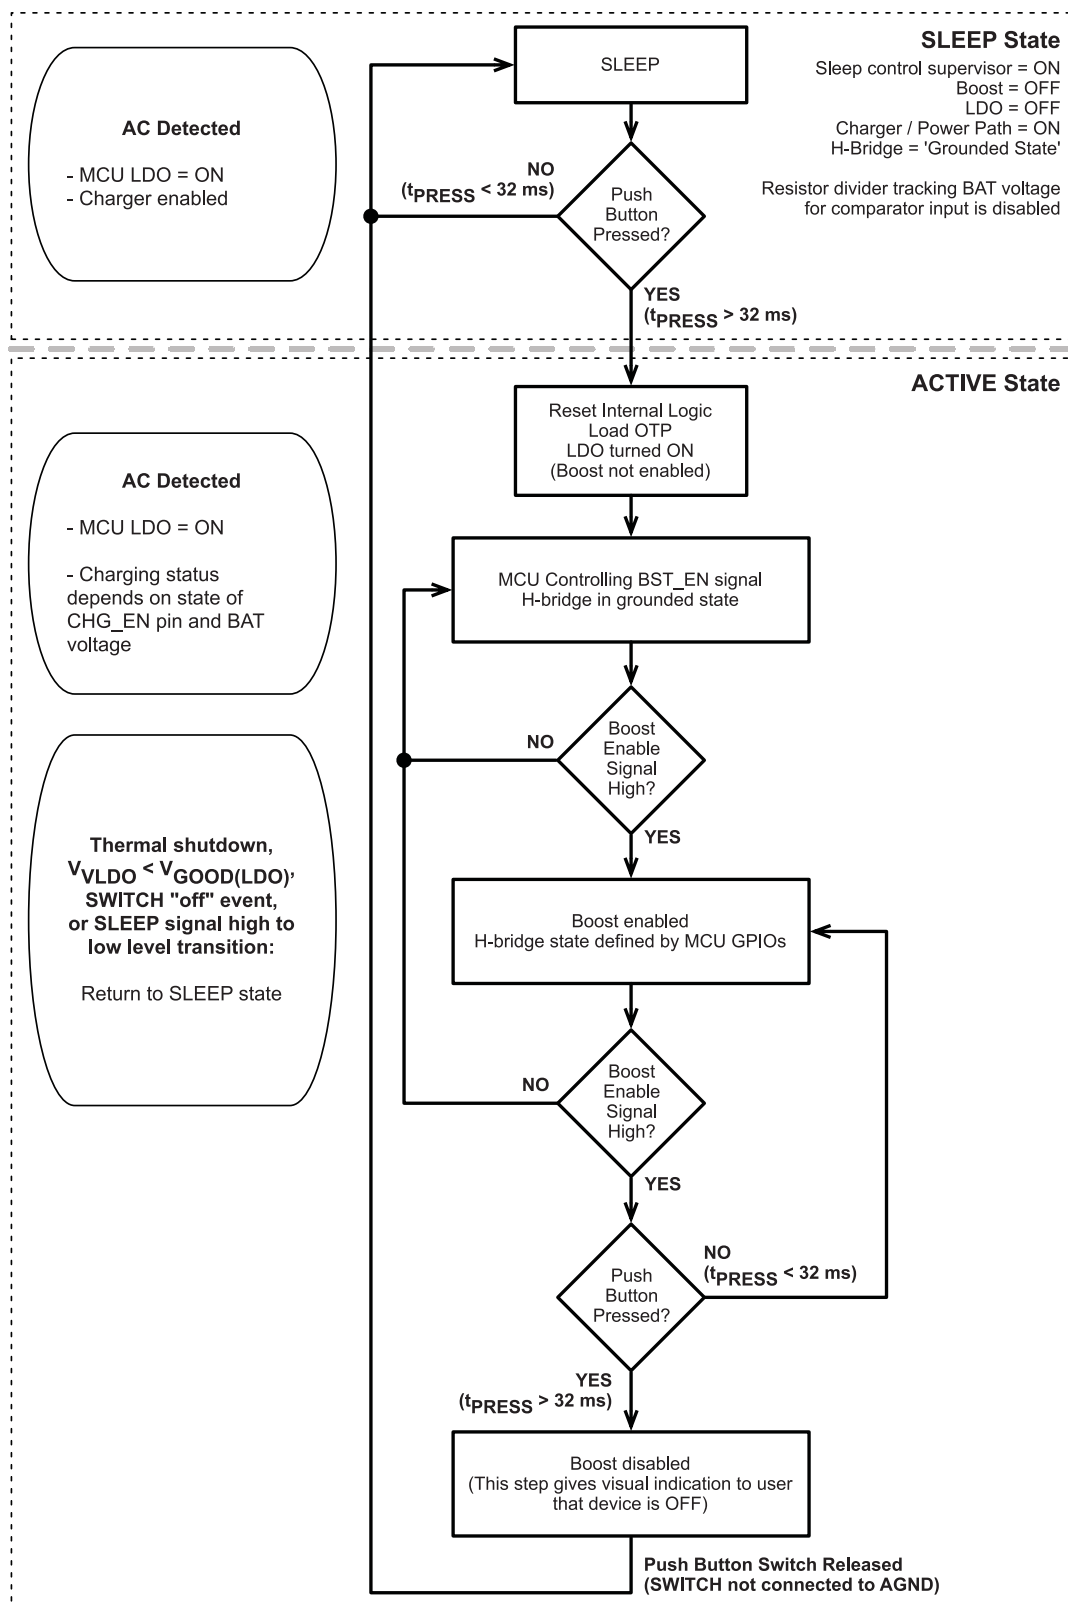 SLEEP State
Sleep control supervisor = ON
Boost = OFF
LDO = OFF
Charger / Power Path = ON
H-Bridge = 'Grounded State'
Resistor divider tracking BAT voltage
for comparator input is disabled
AC Detected
- MCU LDO = ON
- Charger enabled
SLEEP
NO
(tPRESS < 32 ms)
Push
Button
Pressed?
YES
(tPRESS > 32 ms)
ACTIVE State
Reset Internal Logic
Load OTP
LDO turned ON
(Boost not enabled)
AC Detected
- MCU LDO = ON
- Charging status
depends on state of
CHG_EN pin and BAT
voltage
MCU Controlling BST_EN signal
H-bridge in grounded state
NO
Boost
Enable
Signal
High?
YES
Thermal shutdown,
VVLDO < VGOOD(LDO),
SWITCH "off" event,
or SLEEP signal high to
low level transition:
Return to SLEEP state
Boost enabled
H-bridge state defined by MCU GPIOs
NO
Boost
Enable
Signal
High?
YES
Push
Button
Pressed?
NO
(tPRESS < 32 ms)
YES
(tPRESS > 32 ms)
Boost disabled
(This step gives visual indication to user
that device is OFF)
Push Button Switch Released
(SWITCH not connected to AGND)